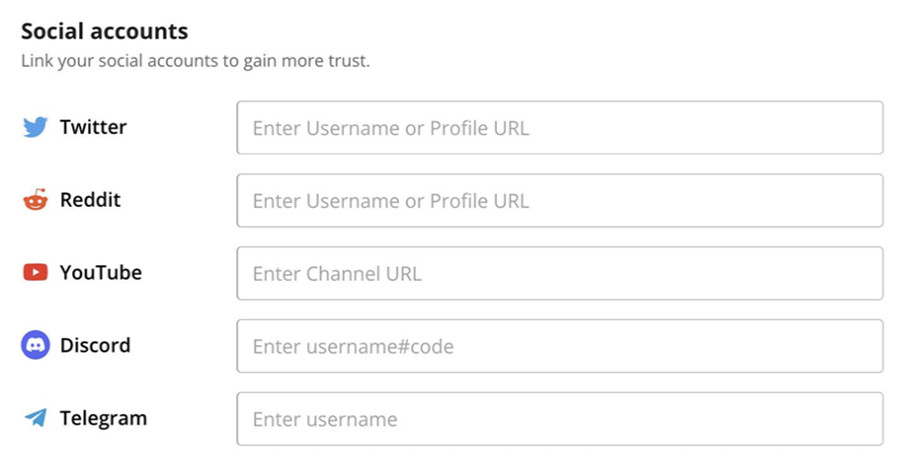 Social accounts
Link your social accounts to gain more trust.
Twitter Enter Username or Profile URL
Reddit Enter Username or Profile URL
YouTube Enter Channel URL
Discord Enter username#code
Telegram Enter username